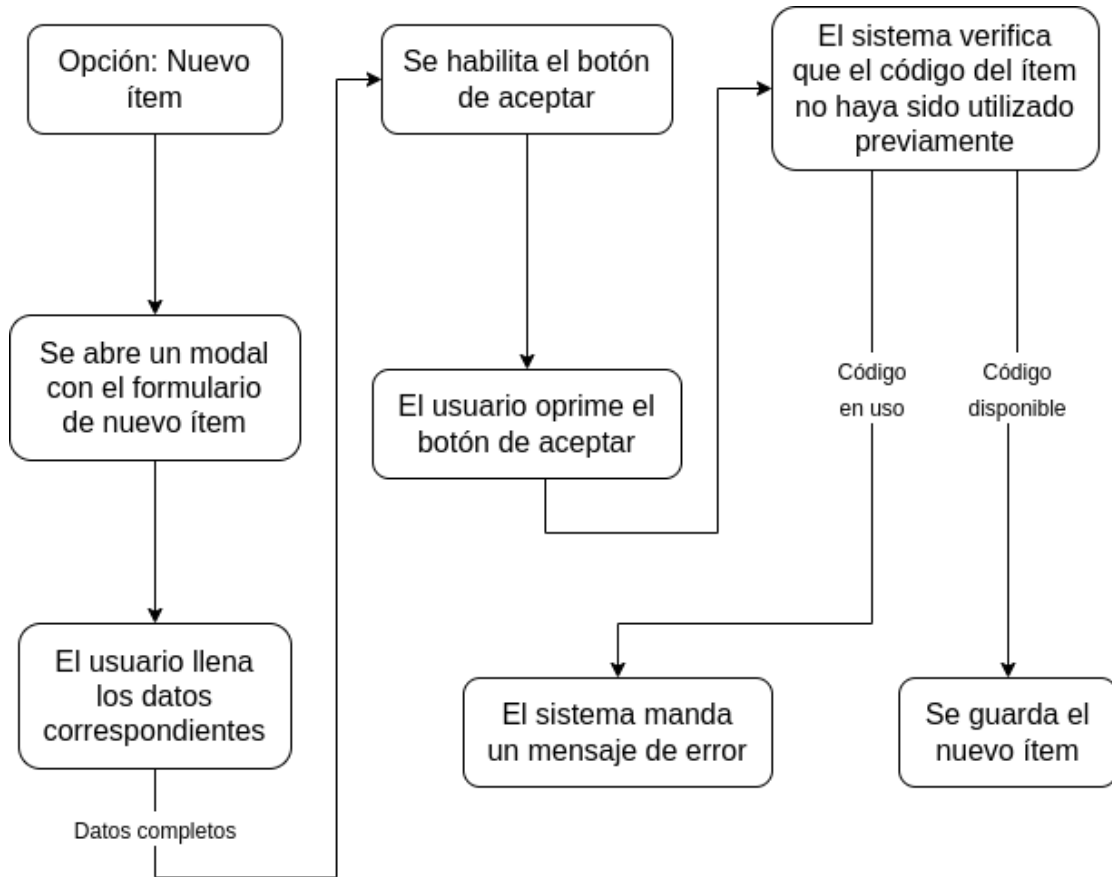 Opción: Nuevo
ítem
Se abre un modal
con el formulario
de nuevo ítem
El usuario llena
los datos
correspondientes
Datos completos
Se habilita el botón
de aceptar
El usuario oprime el
botón de aceptar
El sistema verifica
que el código del ítem
no haya sido utilizado
previamente
Código
en uso
Código
disponible
El sistema manda
un mensaje de error
Se guarda el
nuevo ítem